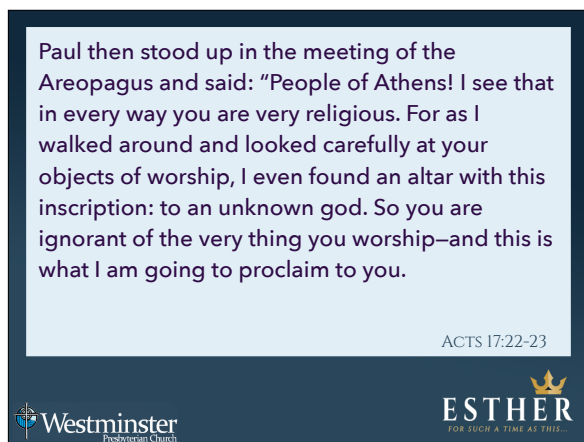 Paul then stood up in the meeting of the
Areopagus and said: “People of Athens! I see that
in every way you are very religious. For as I
walked around and looked carefully at your
objects of worship, I even found an altar with this
inscription: to an unknown god. So you are
ignorant of the very thing you worship—and this is
what I am going to proclaim to you.
ACTS 17:22-23
ESTHER
FOR SUCH A TIME AS THIS...
Westminster
Presbyterian Church